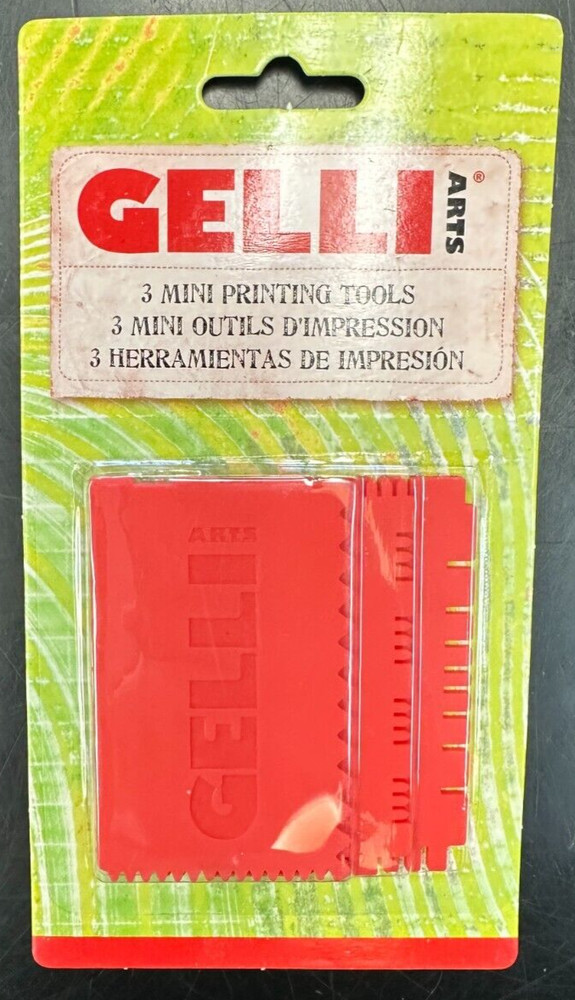 GELLI ARTS®
3 MINI PRINTING TOOLS
3 MINI OUTILS D'IMPRESSION
3 HERRAMIENTAS DE IMPRESIÓN
GELLI ARTS